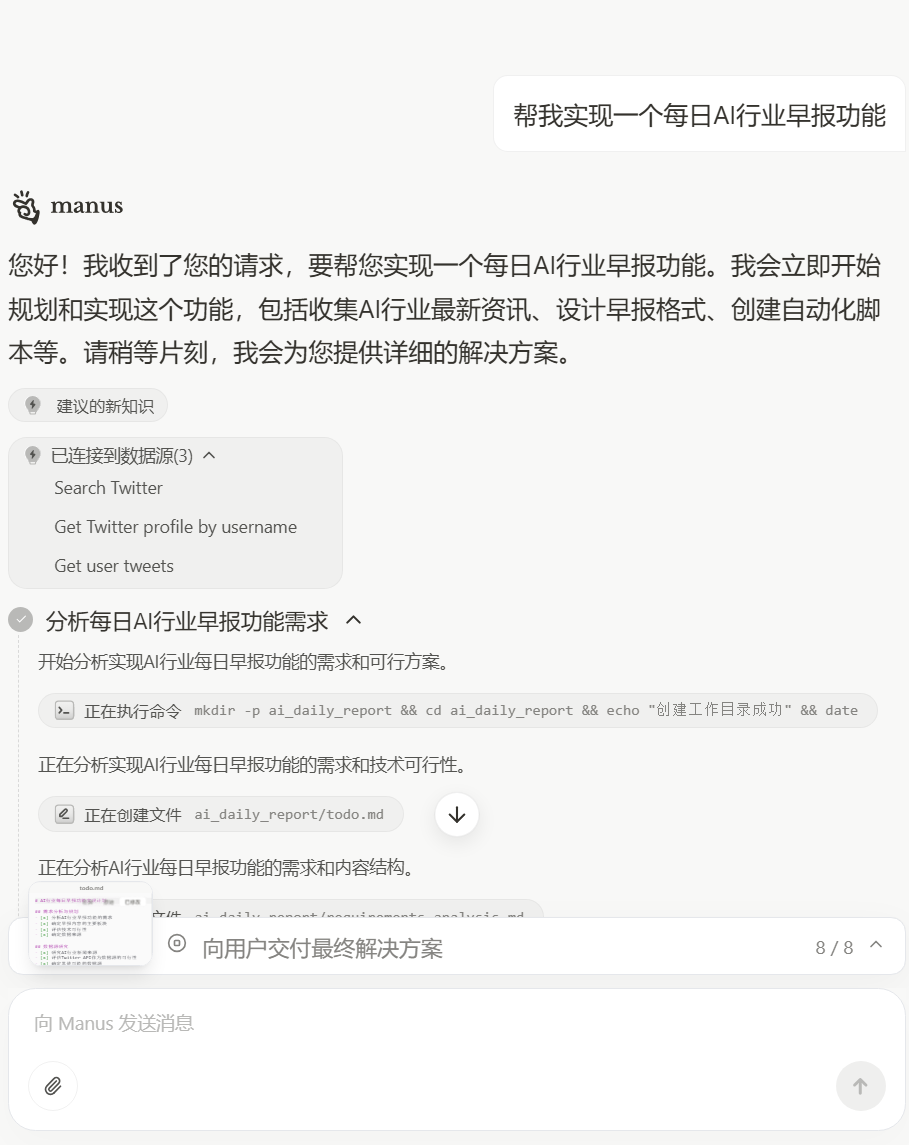 帮我实现一个每日AI行业早报功能
manus
您好！我收到了您的请求，要帮您实现一个每日AI行业早报功能。我会立即开始
规划和实现这个功能，包括收集AI行业最新资讯、设计早报格式、创建自动化脚
本等。请稍等片刻，我会为您提供详细的解决方案。
建议的新知识
已连接到数据源(3)
Search Twitter
Get Twitter profile by username
Get user tweets
分析每日AI行业早报功能需求
开始分析实现AI行业每日早报功能的需求和可行方案。
正在执行命令 mkdir -p ai_daily_report && cd ai_daily_report && echo "创建工作目录成功" && date
正在分析实现AI行业每日早报功能的需求和技术可行性。
正在创建文件 ai_daily_report/todo.md
正在分析AI行业每日早报功能的需求和内容结构。
文件 ai_daily_report/requirements_analysis.md
todo.md
向用户交付最终解决方案
8 / 8
向 Manus 发送消息